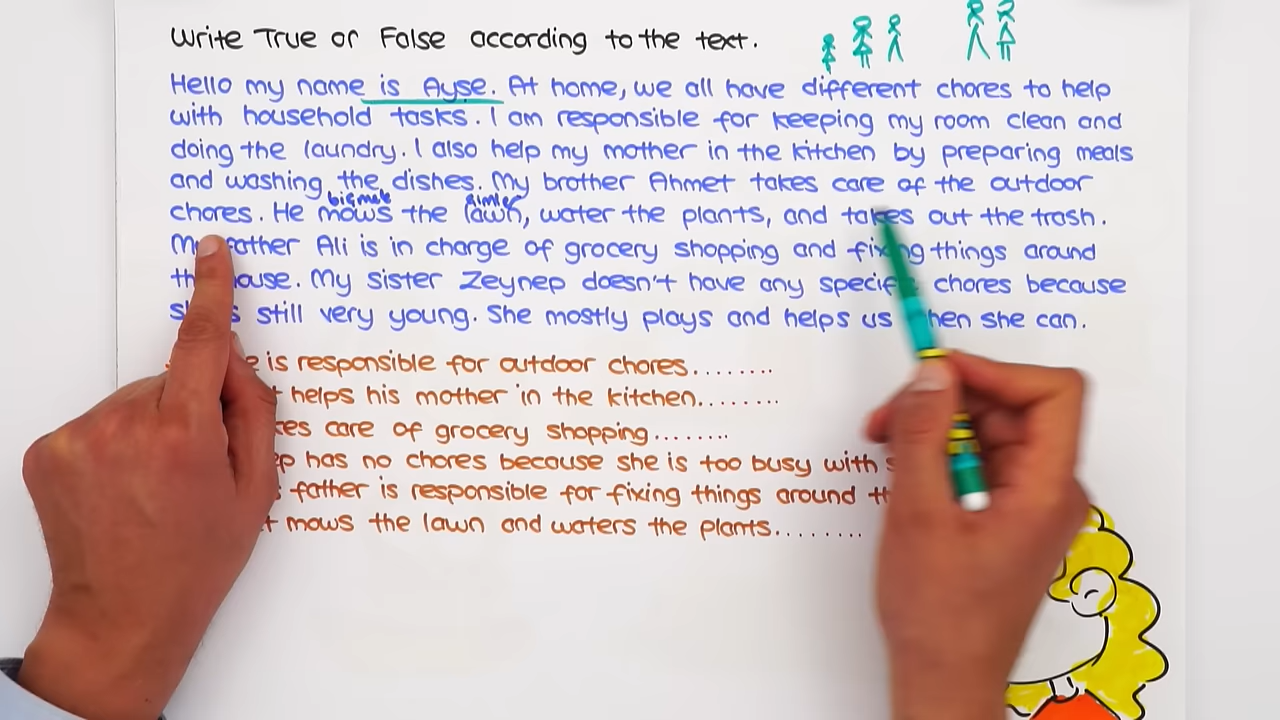 Write True or False according to the text.
Hello my name is Ayşe. At home, we all have different chores to help
with household tasks. I am responsible for keeping my room clean and
doing the laundry. I also help my mother in the kitchen by preparing meals
and washing the dishes. My brother Ahmet takes care of the outdoor
biçmek
chores. He mows the lawn, water the plants, and takes out the trash.
father Ali is in charge of grocery shopping and fixing things around
My sister Zeynep doesn't have any chores because
still very young. She mostly plays and helps us she can.
is responsible for outdoor chores........
helps his mother in the kitchen........
care of grocery shopping........
has no chores because she is too busy with
father is responsible for fixing things around
mows the lawn and waters the plants.........